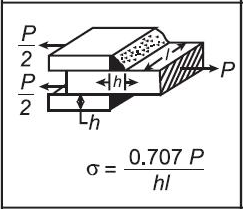 P/2
h
l
P
P/2
h
σ = 0.707 P / hl